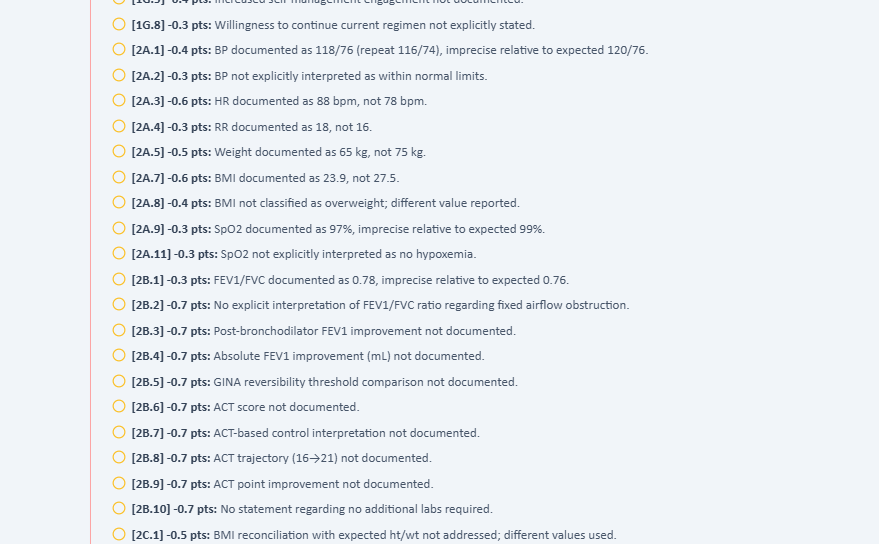 [1G.5] -0.4 pts: Increased self-management engagement not documented.
[1G.8] -0.3 pts: Willingness to continue current regimen not explicitly stated.
[2A.1] -0.4 pts: BP documented as 118/76 (repeat 116/74), imprecise relative to expected 120/76.
[2A.2] -0.3 pts: BP not explicitly interpreted as within normal limits.
[2A.3] -0.6 pts: HR documented as 88 bpm, not 78 bpm.
[2A.4] -0.3 pts: RR documented as 18, not 16.
[2A.5] -0.5 pts: Weight documented as 65 kg, not 75 kg.
[2A.7] -0.6 pts: BMI documented as 23.9, not 27.5.
[2A.8] -0.4 pts: BMI not classified as overweight; different value reported.
[2A.9] -0.3 pts: SpO2 documented as 97%, imprecise relative to expected 99%.
[2A.11] -0.3 pts: SpO2 not explicitly interpreted as no hypoxemia.
[2B.1] -0.3 pts: FEV1/FVC documented as 0.78, imprecise relative to expected 0.76.
[2B.2] -0.7 pts: No explicit interpretation of FEV1/FVC ratio regarding fixed airflow obstruction.
[2B.3] -0.7 pts: Post-bronchodilator FEV1 improvement not documented.
[2B.4] -0.7 pts: Absolute FEV1 improvement (mL) not documented.
[2B.5] -0.7 pts: GINA reversibility threshold comparison not documented.
[2B.6] -0.7 pts: ACT score not documented.
[2B.7] -0.7 pts: ACT-based control interpretation not documented.
[2B.8] -0.7 pts: ACT trajectory (16→21) not documented.
[2B.9] -0.7 pts: ACT point improvement not documented.
[2B.10] -0.7 pts: No statement regarding no additional labs required.
[2C.1] -0.5 pts: BMI reconciliation with expected ht/wt not addressed; different values used.